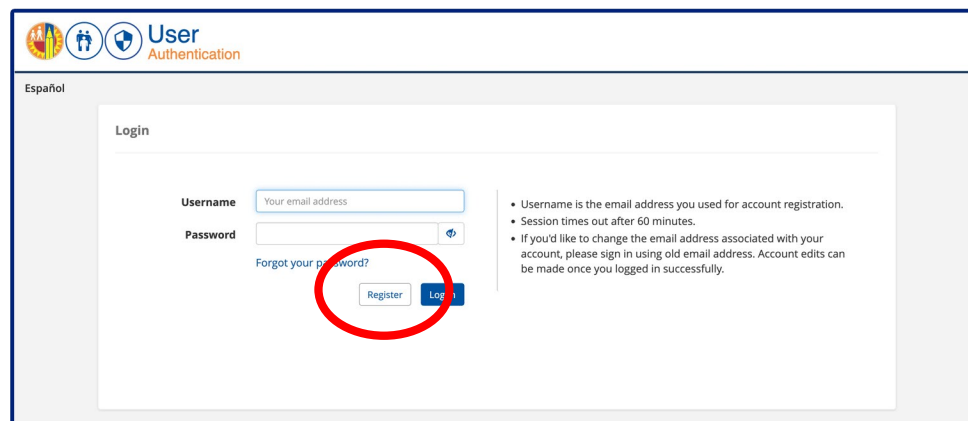 User
Authentication
Español
Login
Username
Your email address
• Username is the email address you used for account registration.
• Session times out after 60 minutes.
Password
• If you'd like to change the email address associated with your
account, please sign in using old email address. Account edits can
be made once you logged in successfully.
Forgot your password?
Register
Login